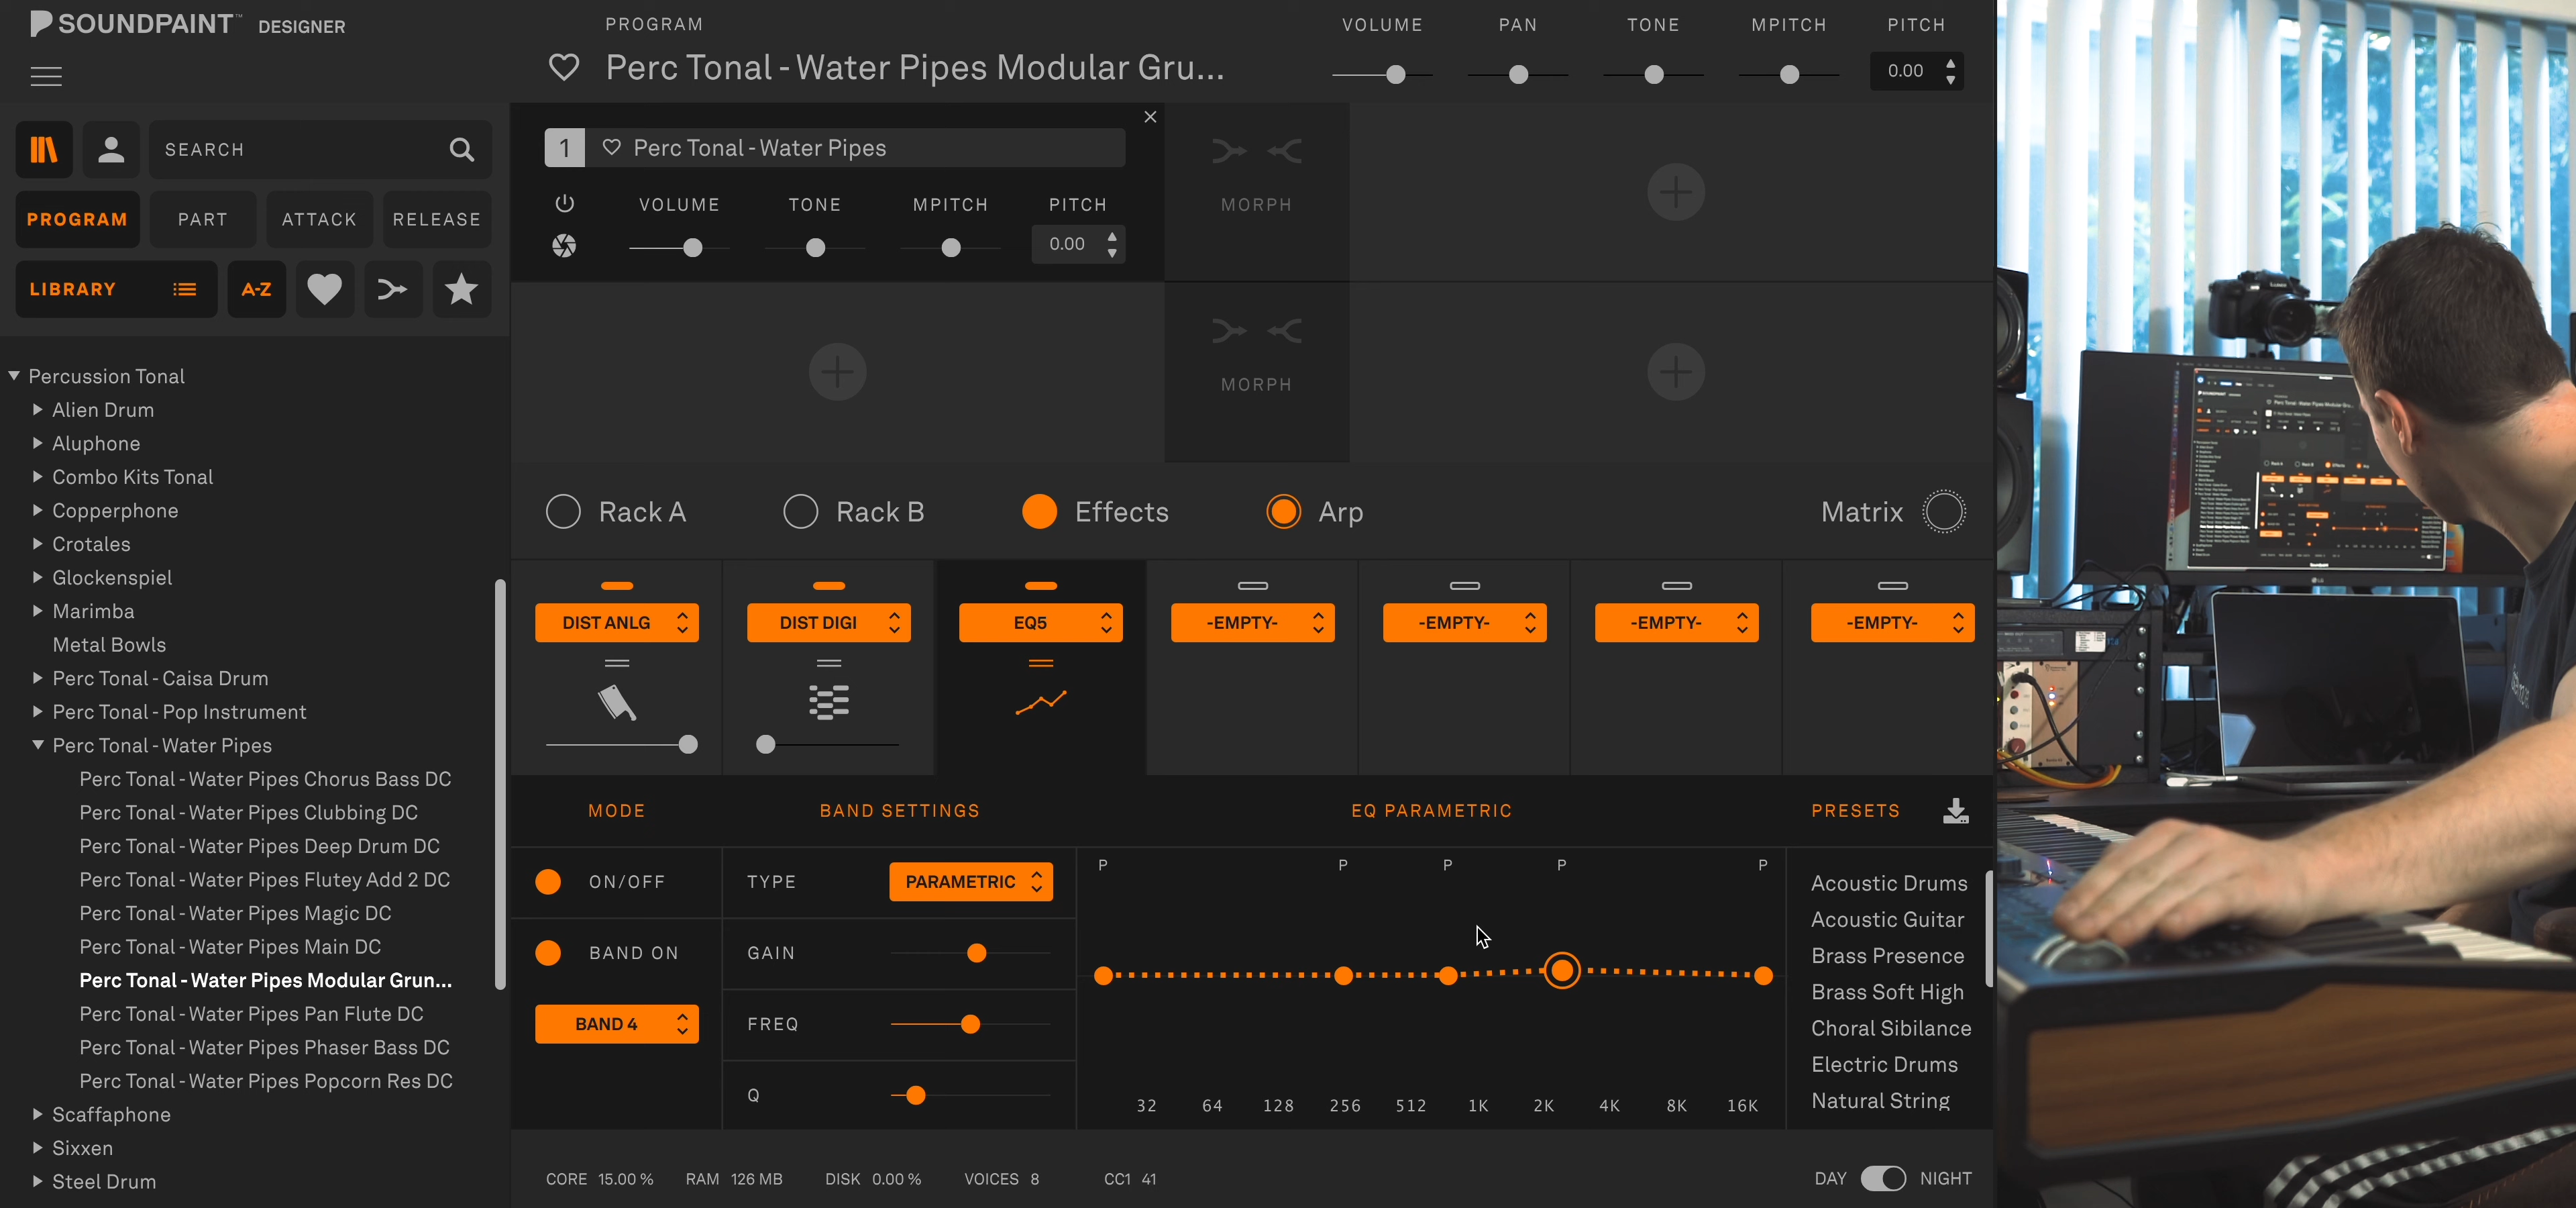 SOUNDPAINT™ DESIGNER
PROGRAM
Perc Tonal - Water Pipes Modular Gru...
VOLUME
PAN
TONE
MPITCH
PITCH
0.00
SEARCH
PROGRAM
PART
ATTACK
RELEASE
LIBRARY
A-Z
Percussion Tonal
Alien Drum
Aluphone
Combo Kits Tonal
Copperphone
Crotales
Glockenspiel
Marimba
Metal Bowls
Perc Tonal - Caisa Drum
Perc Tonal - Pop Instrument
Perc Tonal - Water Pipes
Perc Tonal - Water Pipes Chorus Bass DC
Perc Tonal - Water Pipes Clubbing DC
Perc Tonal - Water Pipes Deep Drum DC
Perc Tonal - Water Pipes Flutey Add 2 DC
Perc Tonal - Water Pipes Magic DC
Perc Tonal - Water Pipes Main DC
Perc Tonal - Water Pipes Modular Grun...
Perc Tonal - Water Pipes Pan Flute DC
Perc Tonal - Water Pipes Phaser Bass DC
Perc Tonal - Water Pipes Popcorn Res DC
Scaffaphone
Sixxen
Steel Drum
1
Perc Tonal - Water Pipes
VOLUME
TONE
MPITCH
PITCH
0.00
MORPH
MORPH
Rack A
Rack B
Effects
Arp
Matrix
DIST ANLG
DIST DIGI
EQ5
-EMPTY-
-EMPTY-
-EMPTY-
-EMPTY-
MODE
BAND SETTINGS
EQ PARAMETRIC
PRESETS
ON/OFF
BAND ON
BAND 4
TYPE
PARAMETRIC
GAIN
FREQ
Q
P P P P P
32 64 128 256 512 1K 2K 4K 8K 16K
Acoustic Drums
Acoustic Guitar
Brass Presence
Brass Soft High
Choral Sibilance
Electric Drums
Natural String
CORE 15.00 %
RAM 126 MB
DISK 0.00 %
VOICES 8
CC1 41
DAY
NIGHT